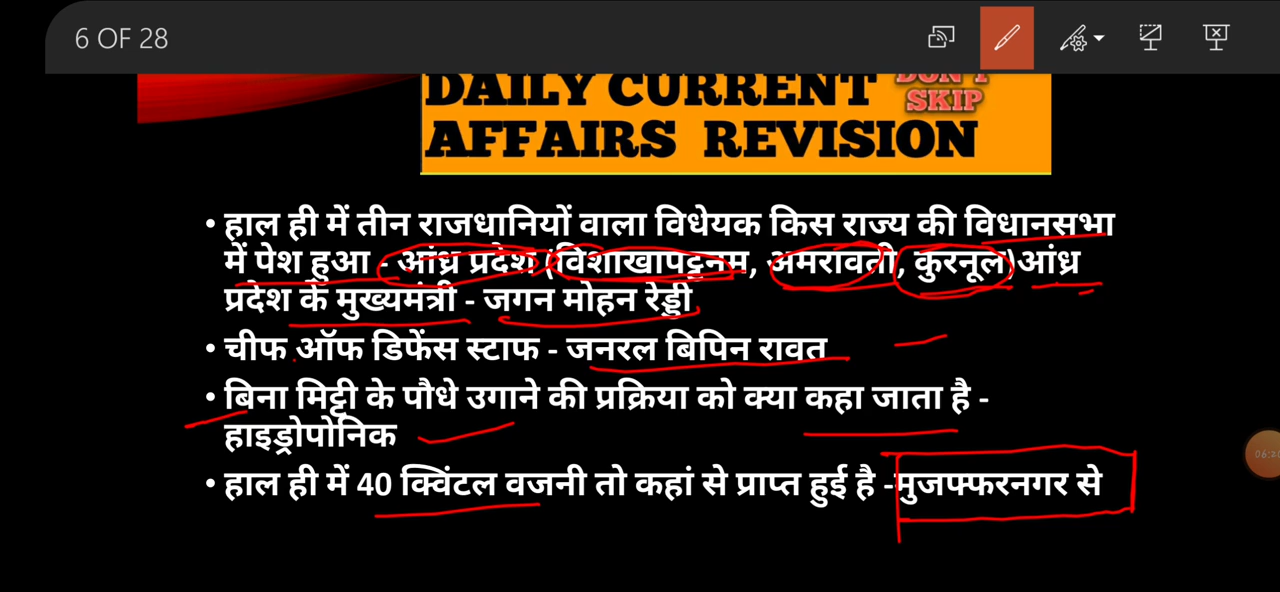 6 OF 28
DON'T
DAILY CURRENT
SKIP
AFFAIRS REVISION
• हाल ही में तीन राजधानियों वाला विधेयक किस राज्य की विधानसभा
में पेश हुआ - आंध्र प्रदेश (विशाखापट्टनम, अमरावती, कुरनूल)आंध्र
प्रदेश के मुख्यमंत्री - जगन मोहन रेड्डी
• चीफ ऑफ डिफेंस स्टाफ - जनरल बिपिन रावत
• बिना मिट्टी के पौधे उगाने की प्रक्रिया को क्या कहा जाता है -
हाइड्रोपोनिक
• हाल ही में 40 क्विंटल वजनी तो कहां से प्राप्त हुई है -मुजफ्फरनगर से